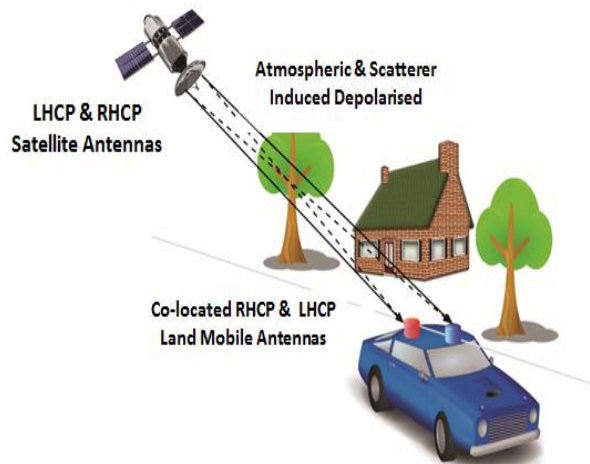 Atmospheric & Scatterer
Induced Depolarised
LHCP & RHCP
Satellite Antennas
Co-located RHCP & LHCP
Land Mobile Antennas